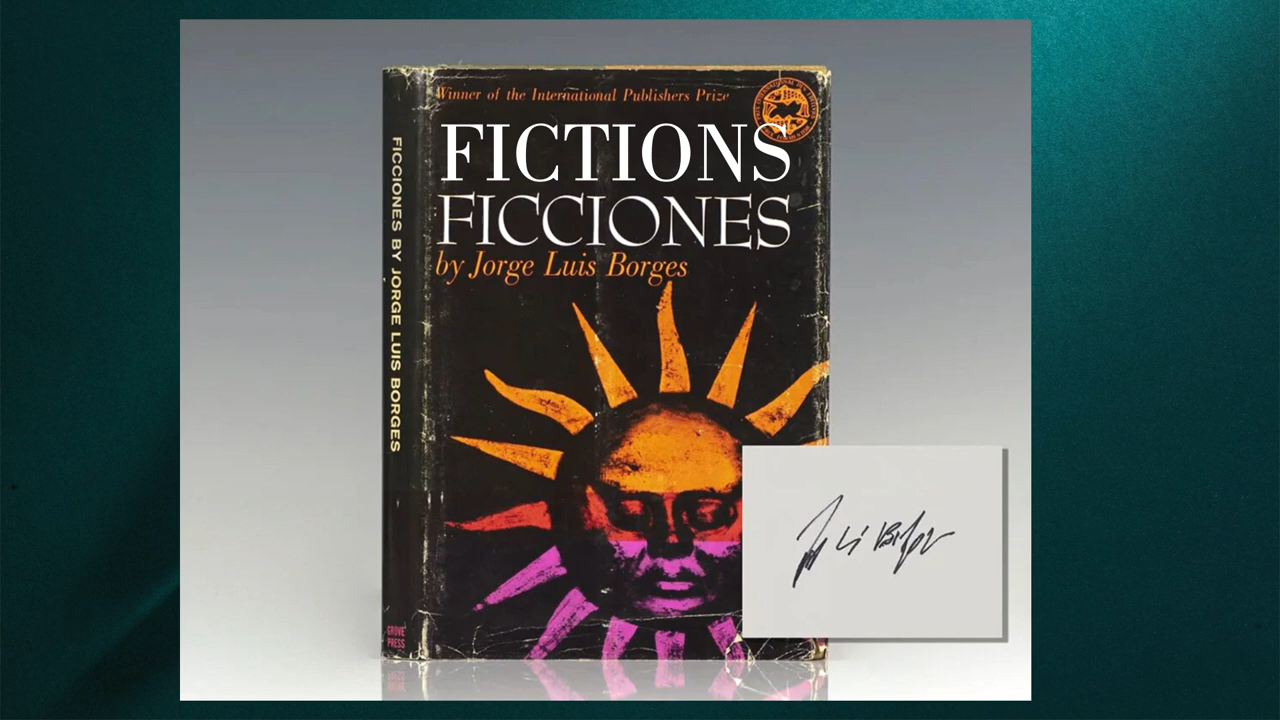 Winner of the International Publishers Prize
FICTIONS
FICCIONES
by Jorge Luis Borges
FICCIONES BY JORGE LUIS BORGES
GROVE
PRESS